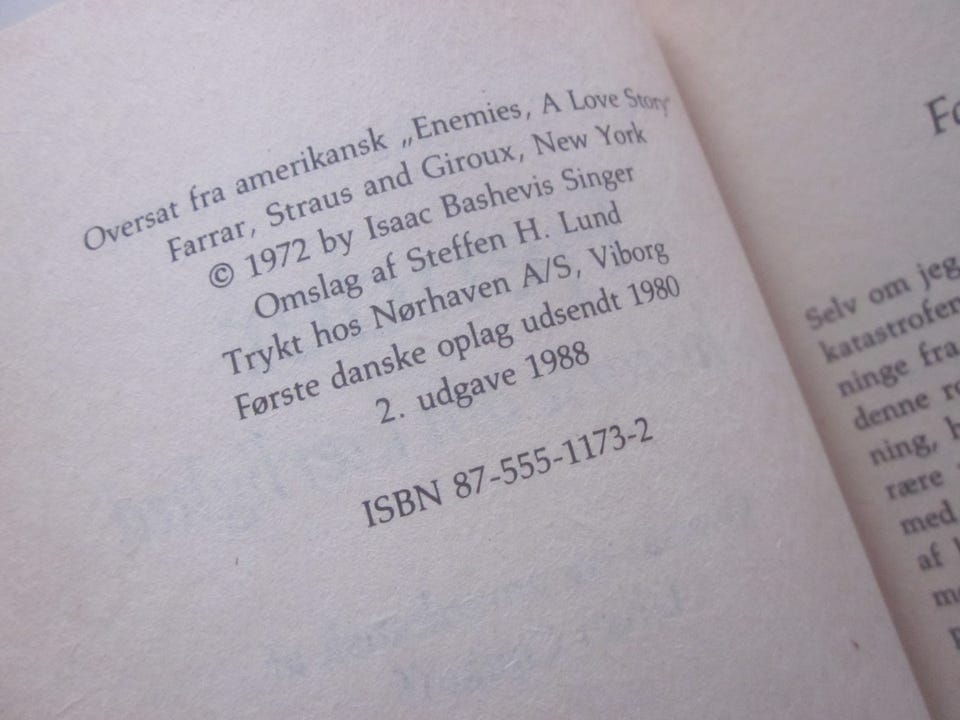 Oversat fra amerikansk „Enemies, A Love Story"
Farrar, Straus and Giroux, New York
© 1972 by Isaac Bashevis Singer
Omslag af Steffen H. Lund
Trykt hos Nørhaven A/S, Viborg
Første danske oplag udsendt 1980
2. udgave 1988
ISBN 87-555-1173-2
Selv om jeg
katastrofen
ninge fra
denne
ning,
rære
med
af